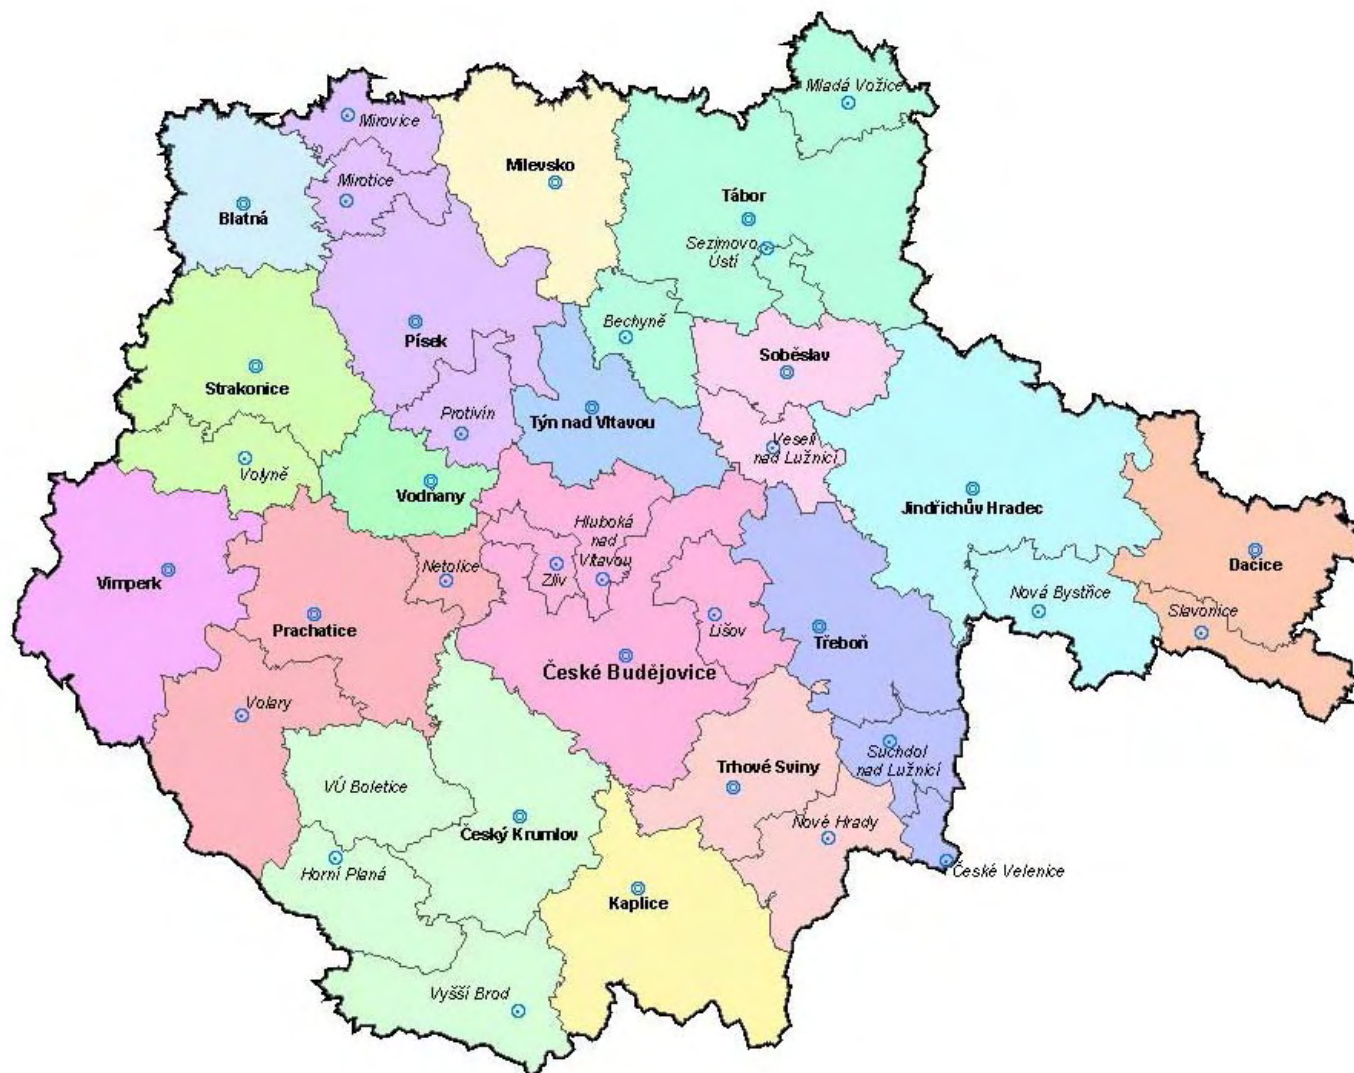 Mladá Vožice
Mirovice
Milevsko
Mirotice
Tábor
Blatná
Sezimovo
Ústí
Bechyně
Písek
Soběslav
Strakonice
Protivín
Týn nad Vltavou
Veselí
nad Lužnicí
Volyně
Vodňany
Jindřichův Hradec
Hluboká
nad
Vltavou
Netolice
Zliv
Dačice
Vimperk
Nová Bystřice
Slavonice
Prachatice
Lišov
Třeboň
České Budějovice
Volary
Suchdol
nad Lužnicí
Trhové Sviny
VÚ Boletice
Nové Hrady
Český Krumlov
Horní Planá
České Velenice
Kaplice
Vyšší Brod